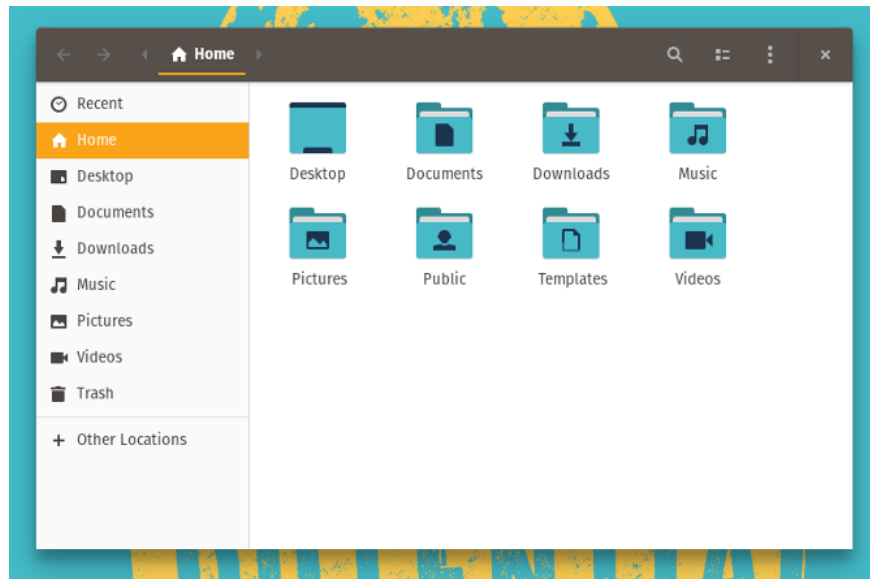 Home
Recent
Home
Desktop
Documents
Downloads
Music
Pictures
Videos
Trash
Other Locations
Desktop Documents Downloads Music
Pictures Public Templates Videos